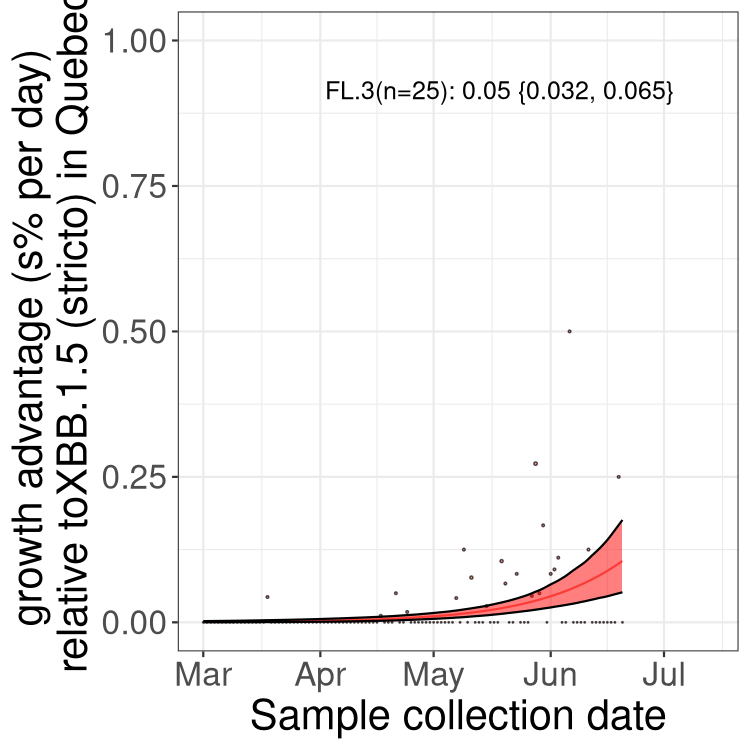 growth advantage (s% per day)
relative toXBB.1.5 (stricto) in Quebec
1.00
0.75
0.50
0.25
0.00
FL.3(n=25): 0.05 {0.032, 0.065}
Mar Apr May Jun Jul
Sample collection date